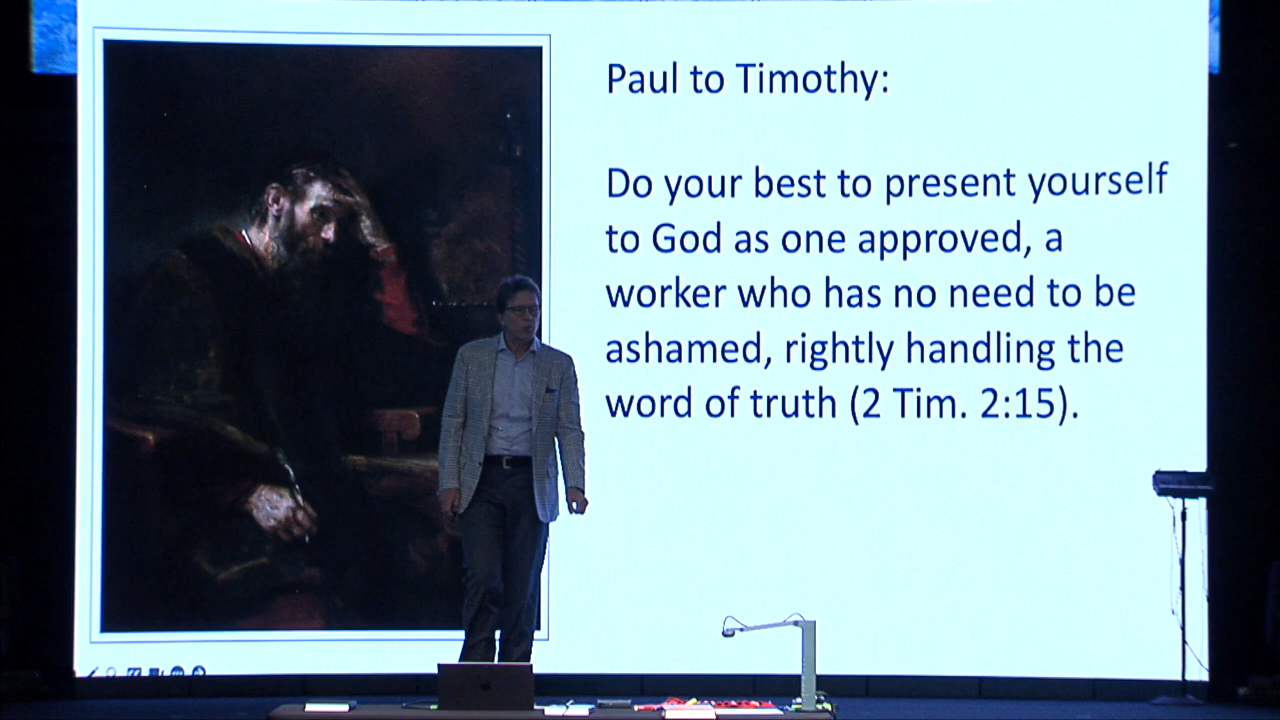 Paul to Timothy:
Do your best to present yourself
to God as one approved, a
worker who has no need to be
ashamed, rightly handling the
word of truth (2 Tim. 2:15).